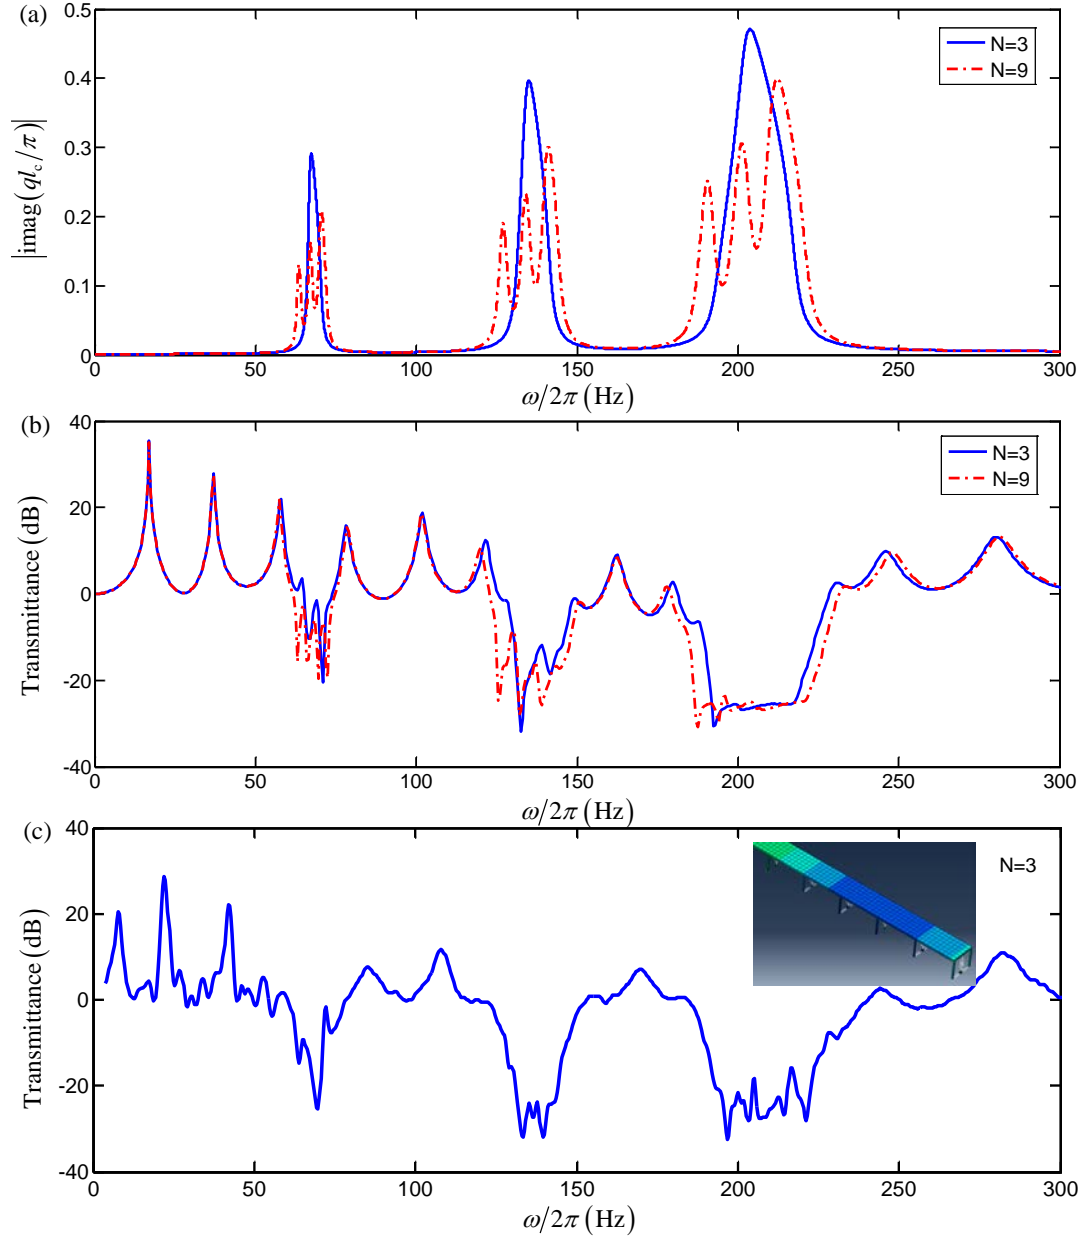 (a)
0.5
0.4
0.3
0.2
0.1
0
|imag(ql_c/π)|
N=3
N=9
0 50 100 150 200 250 300
ω/2π (Hz)
(b)
40
20
0
-20
-40
Transmittance (dB)
N=3
N=9
0 50 100 150 200 250 300
ω/2π (Hz)
(c)
40
20
0
-20
-40
Transmittance (dB)
N=3
0 50 100 150 200 250 300
ω/2π (Hz)